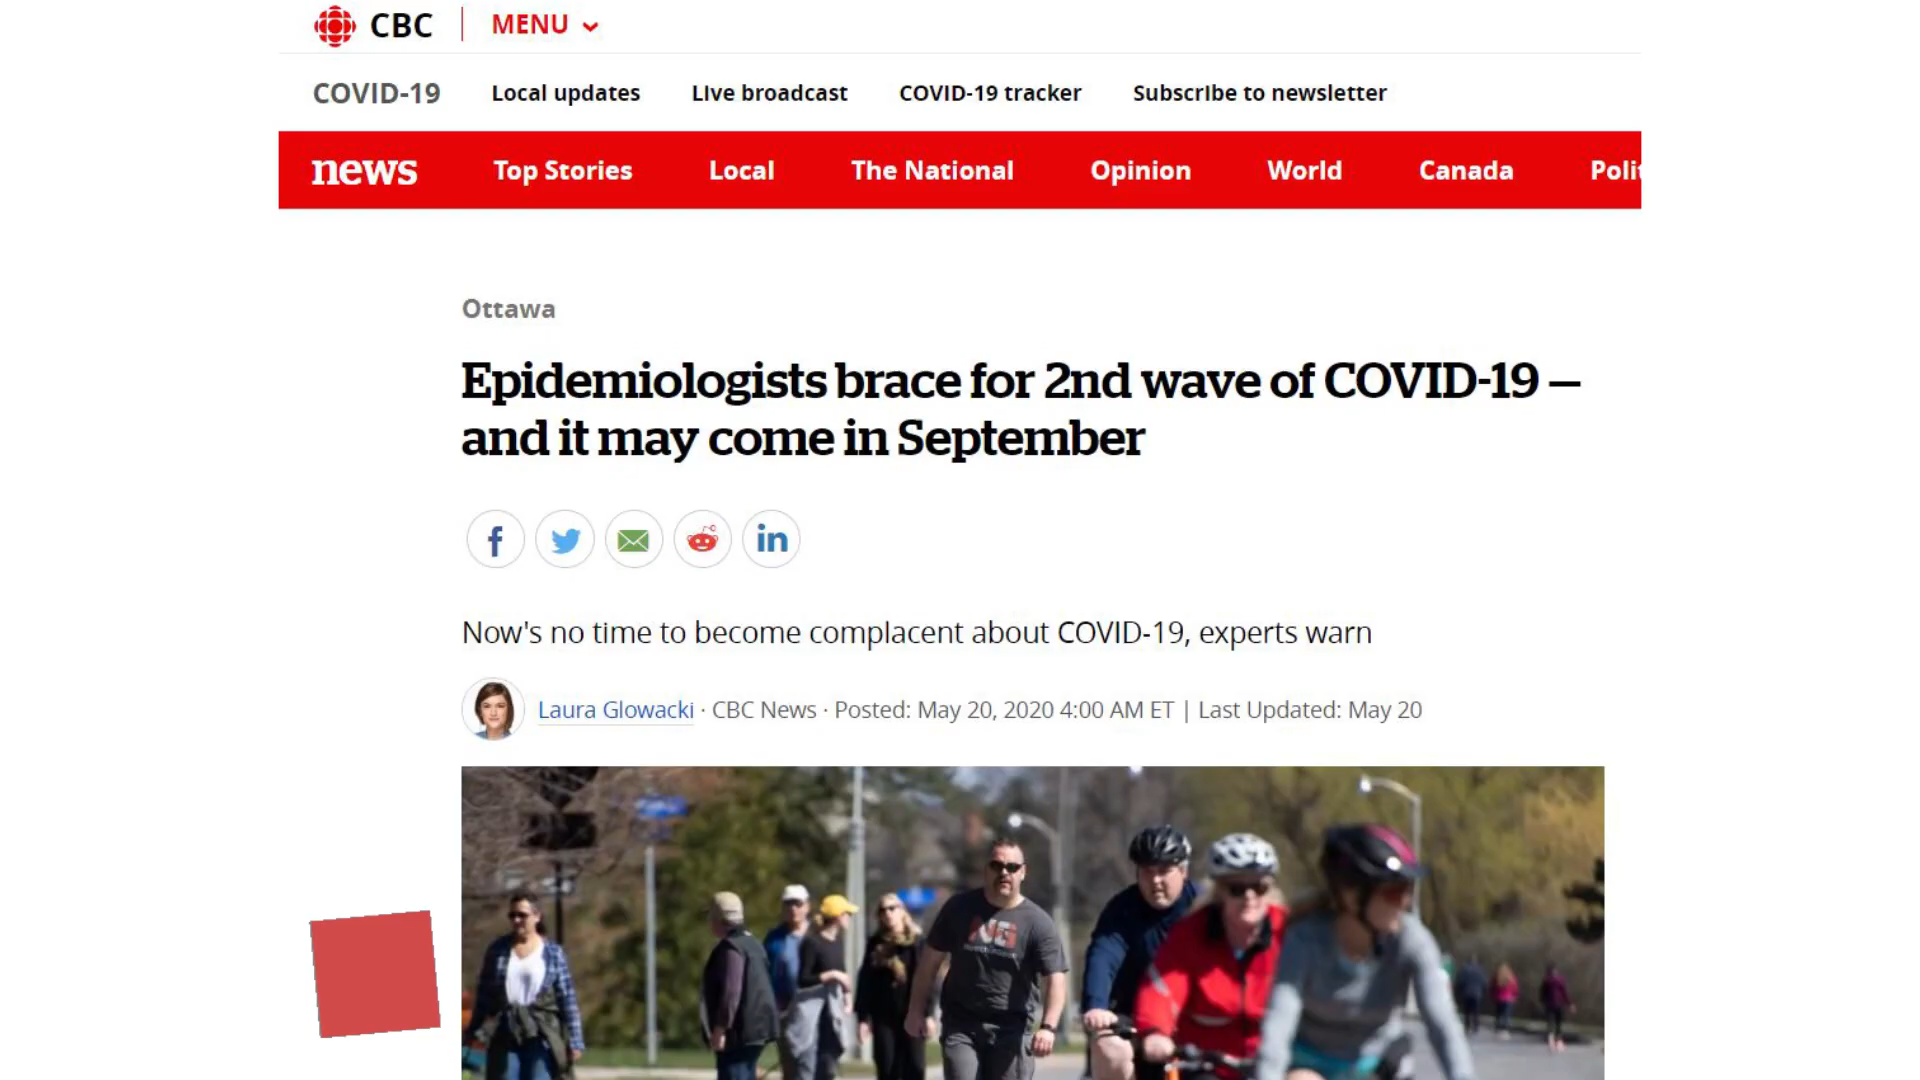 CBC MENU
COVID-19 Local updates Live broadcast COVID-19 tracker Subscribe to newsletter
news Top Stories Local The National Opinion World Canada Polit
Ottawa
Epidemiologists brace for 2nd wave of COVID-19 –
and it may come in September
f in
Now's no time to become complacent about COVID-19, experts warn
Laura Glowacki · CBC News · Posted: May 20, 2020 4:00 AM ET | Last Updated: May 20